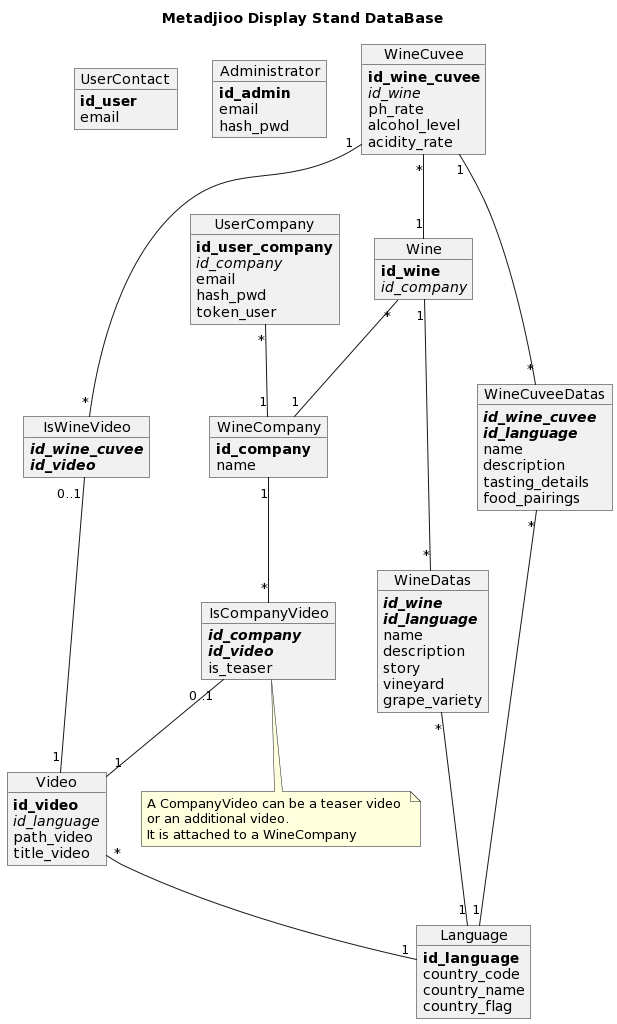 Metadjioo Display Stand DataBase
UserContact
id_user
email
Administrator
id_admin
email
hash_pwd
WineCuvee
id_wine_cuvee
id_wine
ph_rate
alcohol_level
acidity_rate
1
*
1
1
UserCompany
id_user_company
id_company
email
hash_pwd
token_user
Wine
id_wine
id_company
*
*
1
*
*
1
1
IsWineVideo
id_wine_cuvee
id_video
WineCompany
id_company
name
WineCuveeDatas
id_wine_cuvee
id_language
name
description
tasting_details
food_pairings
0..1
1
*
*
*
IsCompanyVideo
id_company
id_video
is_teaser
WineDatas
id_wine
id_language
name
description
story
vineyard
grape_variety
0..1
*
1
1
Video
id_video
id_language
path_video
title_video
A CompanyVideo can be a teaser video
or an additional video.
It is attached to a WineCompany
*
1
1
1
Language
id_language
country_code
country_name
country_flag